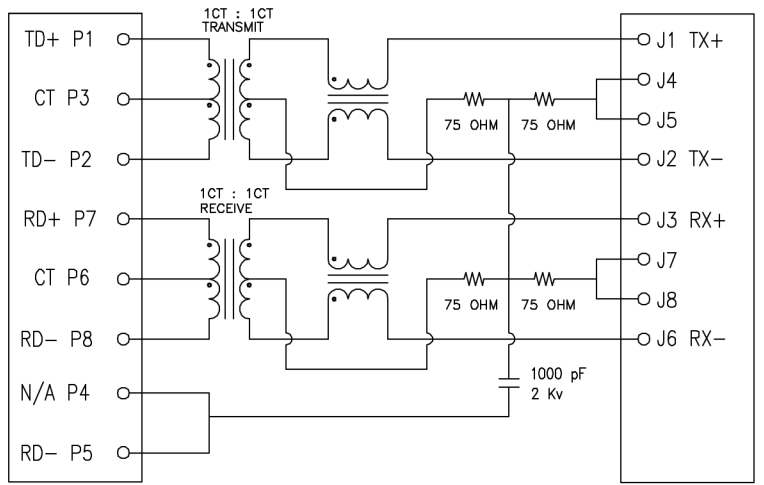 1CT : 1CT
TRANSMIT
TD+ P1
CT P3
TD- P2
J1 TX+
J4
J5
J2 TX-
75 OHM
75 OHM
1CT : 1CT
RECEIVE
RD+ P7
CT P6
RD- P8
J3 RX+
J7
J8
J6 RX-
75 OHM
75 OHM
N/A P4
RD- P5
1000 pF
2 Kv